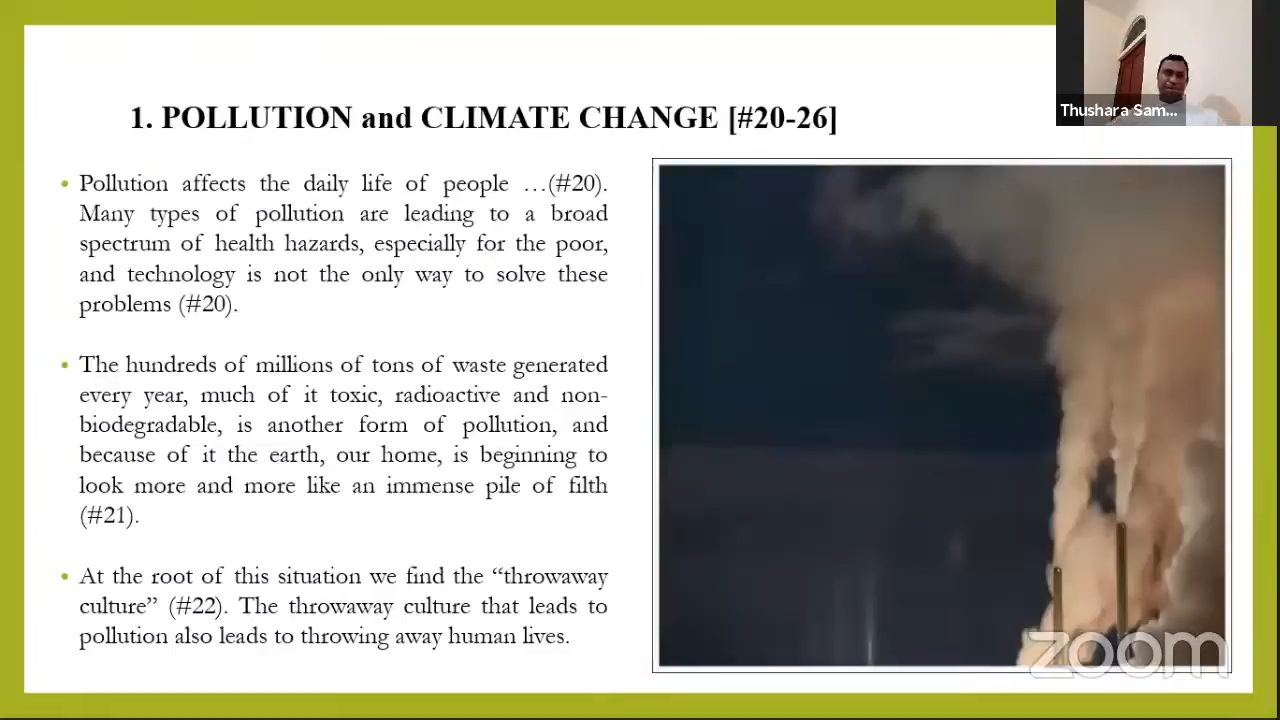 1. POLLUTION and CLIMATE CHANGE [#20-26]
Thushara Sam...
• Pollution affects the daily life of people …(#20).
Many types of pollution are leading to a broad
spectrum of health hazards, especially for the poor,
and technology is not the only way to solve these
problems (#20).
• The hundreds of millions of tons of waste generated
every year, much of it toxic, radioactive and non-
biodegradable, is another form of pollution, and
because of it the earth, our home, is beginning to
look more and more like an immense pile of filth
(#21).
• At the root of this situation we find the “throwaway
culture” (#22). The throwaway culture that leads to
pollution also leads to throwing away human lives.
zoom